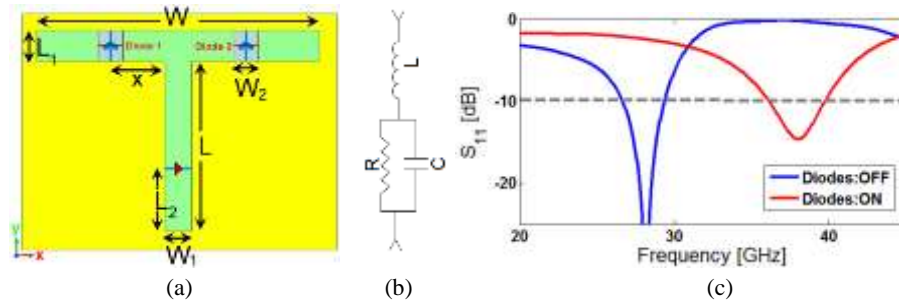 W
L1
Diode 1
Diode 2
X
W2
L
L2
W1
Y
X
(a)
L
R
C
(b)
S11 [dB]
0
-10
-20
20
30
40
Frequency [GHz]
Diodes:OFF
Diodes:ON
(c)